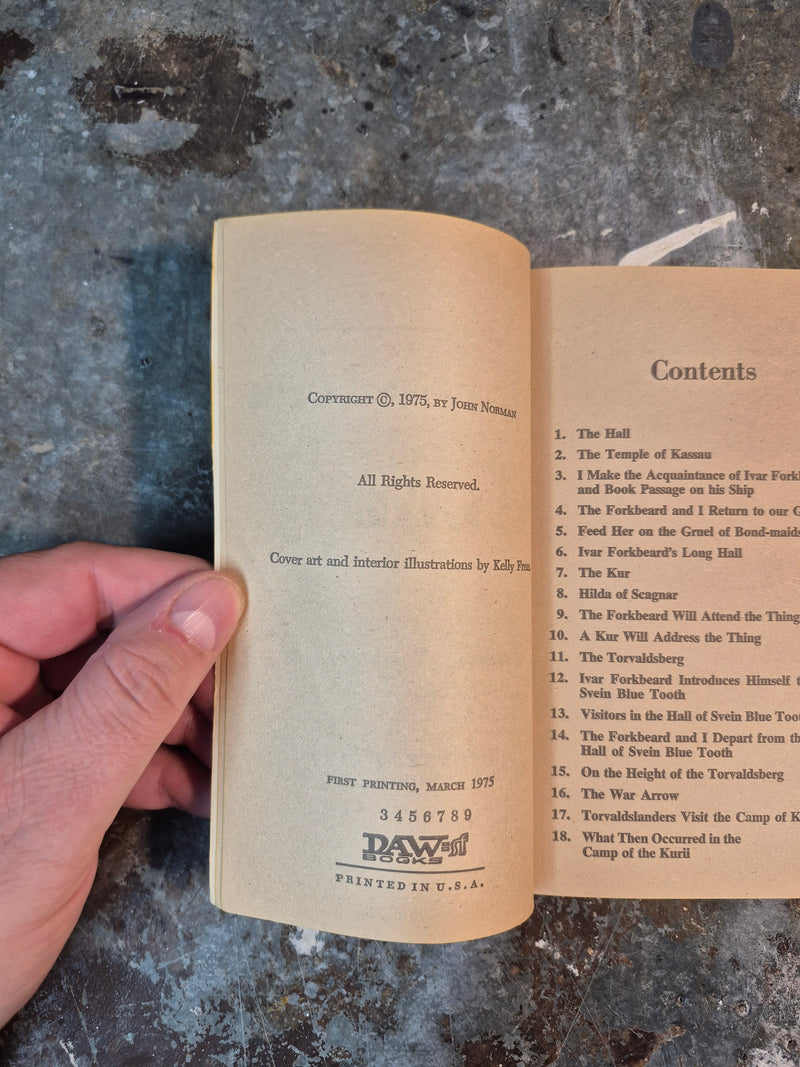 COPYRIGHT ©, 1975, BY JOHN NORMAN
All Rights Reserved.
Cover art and interior illustrations by Kelly
FIRST PRINTING, MARCH 1975
3 4 5 6 7 8 9
DAW=sf
BOOKS
PRINTED IN U.S.A.
Contents
1. The Hall
2. The Temple of Kassau
3. I Make the Acquaintance of Ivar
and Book Passage on his Ship
4. The Forkbeard and I Return to our
5. Feed Her on the Gruel of Bond-maids
6. Ivar Forkbeard's Long Hall
7. The Kur
8. Hilda of Scagnar
9. The Forkbeard Will Attend the Thing
10. A Kur Will Address the Thing
11. The Torvaldsberg
12. Ivar Forkbeard Introduces Himself
Svein Blue Tooth
13. Visitors in the Hall of Svein Blue
14. The Forkbeard and I Depart from
Hall of Svein Blue Tooth
15. On the Height of the Torvaldsberg
16. The War Arrow
17. Torvaldslanders Visit the Camp of
18. What Then Occurred in the
Camp of the Kurii